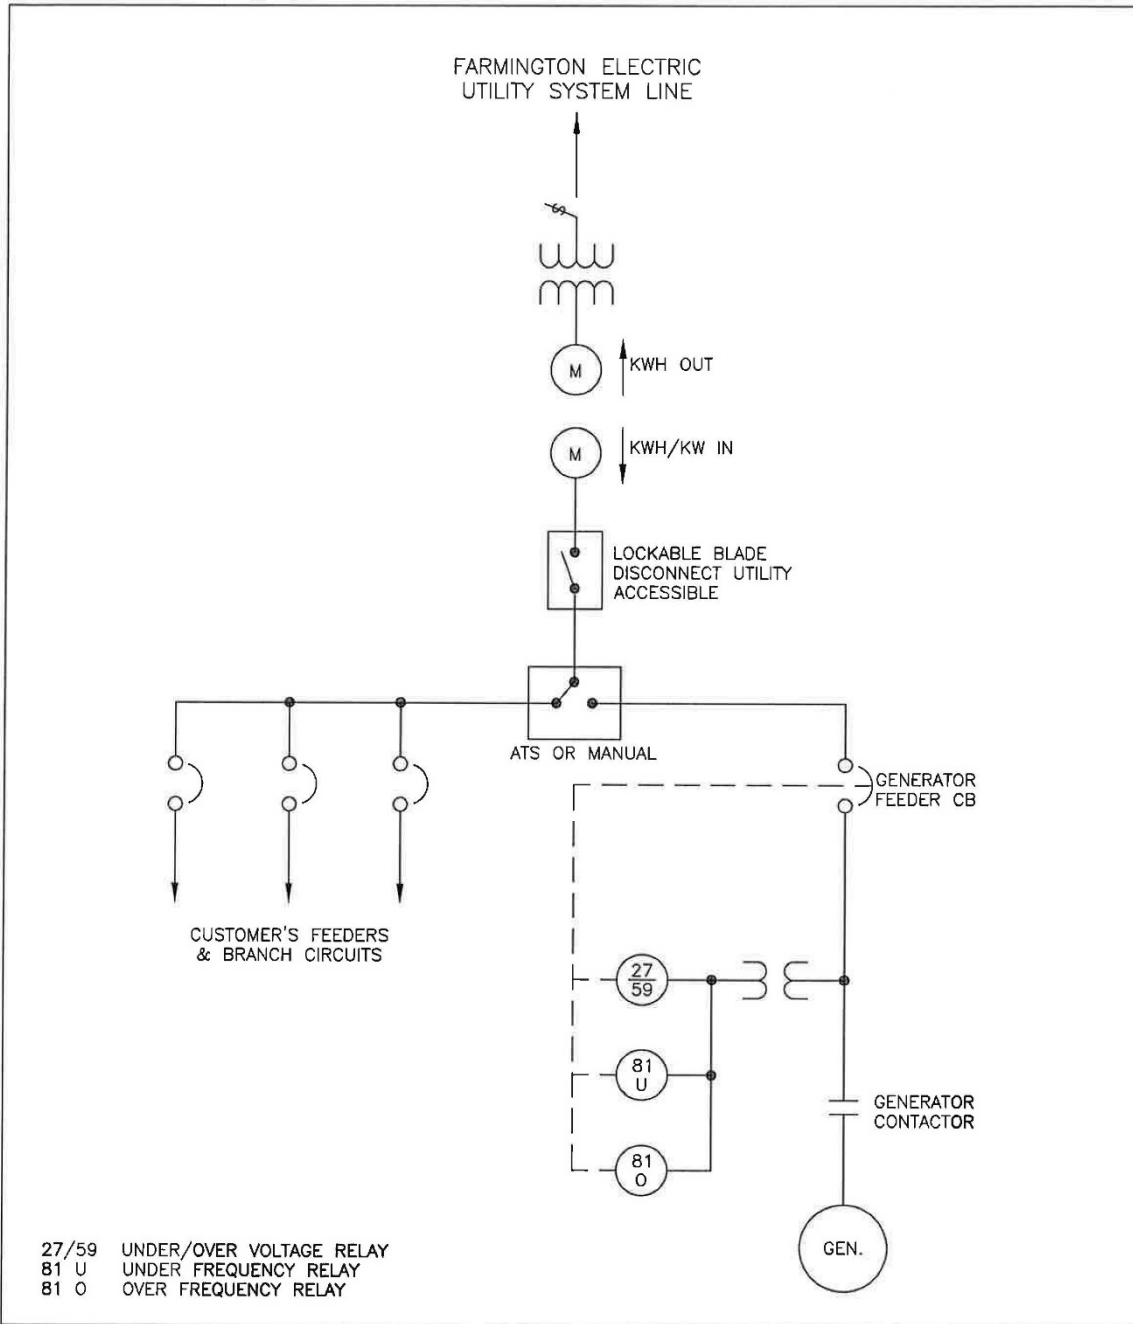 FARMINGTON ELECTRIC
UTILITY SYSTEM LINE
M
KWH OUT
M
KWH/KW IN
LOCKABLE BLADE
DISCONNECT UTILITY
ACCESSIBLE
ATS OR MANUAL
GENERATOR
FEEDER CB
CUSTOMER'S FEEDERS
& BRANCH CIRCUITS
27
59
81
U
GENERATOR
CONTACTOR
81
O
GEN.
27/59 UNDER/OVER VOLTAGE RELAY
81 U UNDER FREQUENCY RELAY
81 O OVER FREQUENCY RELAY